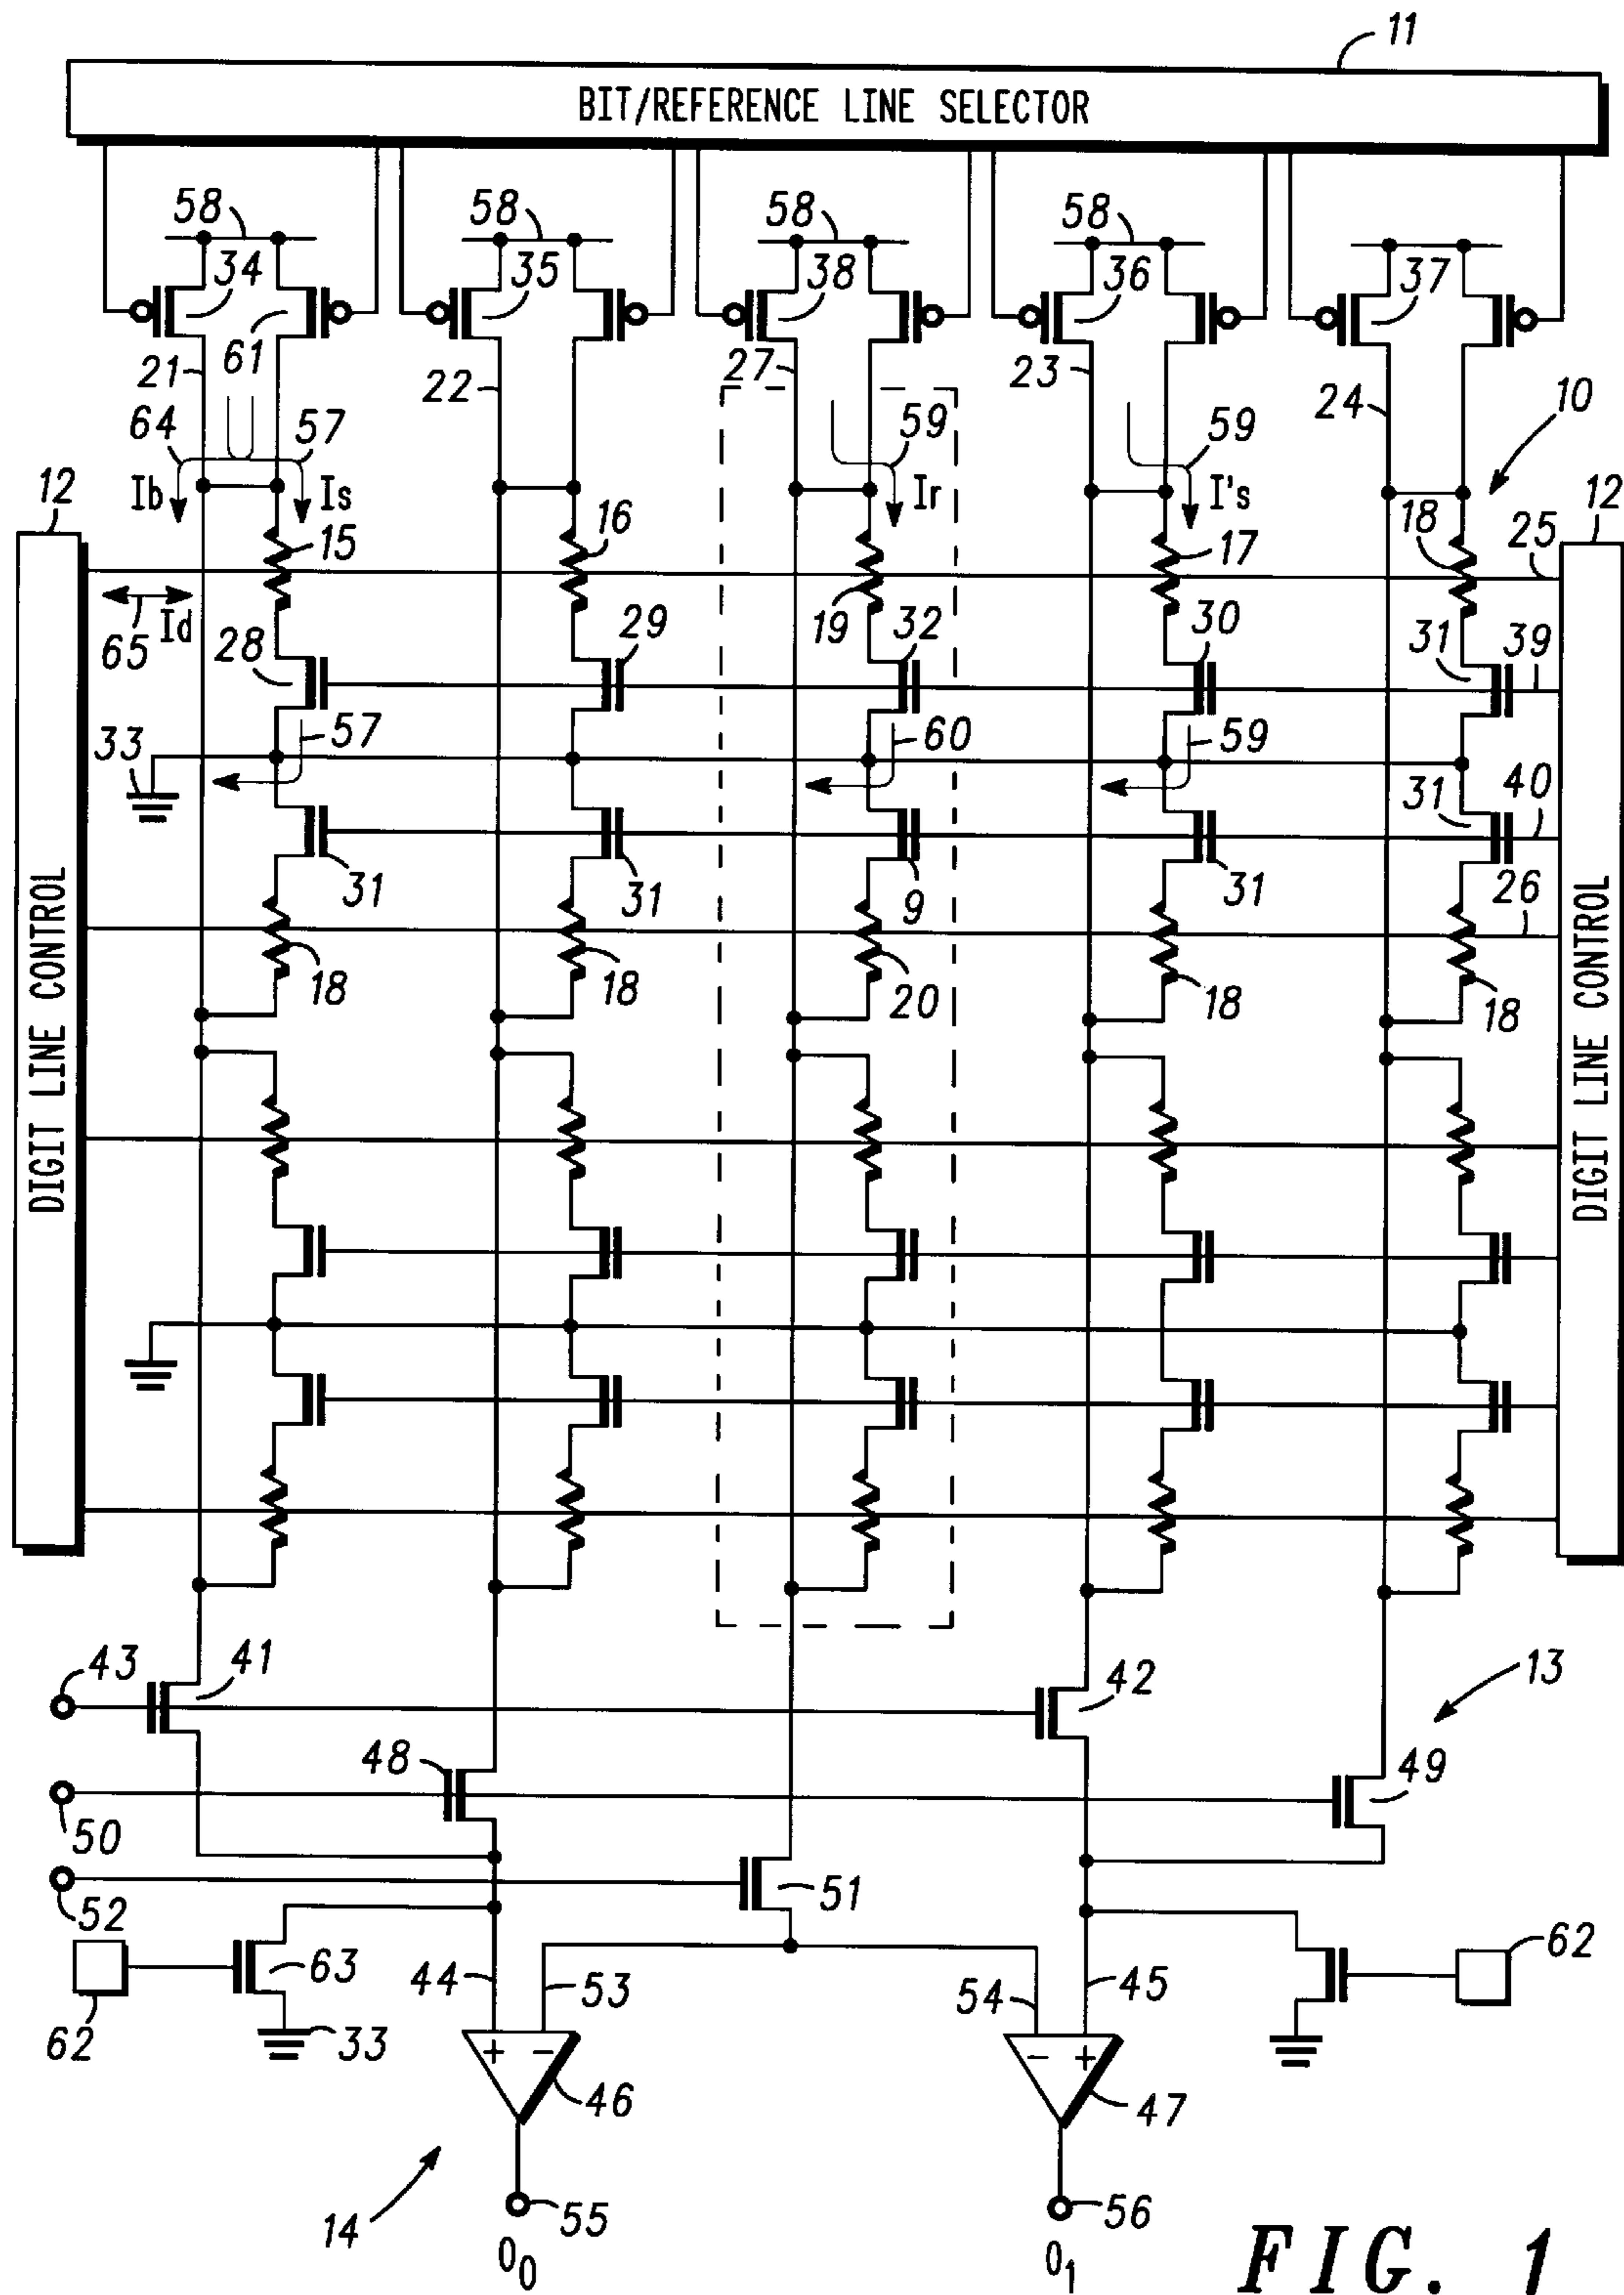 11
BIT/REFERENCE LINE SELECTOR
58 58 58 58
34 35 38 36 37
61
21 22 27 23 24
10
64 57 59 59
Ib Is Ir I's
12 12
15 16 17 18 25
19
65 Id
28 29 32 30 31 39
33 57 60 59
31 40
31 31 9 31 26
18 18 20 18 18
DIGIT LINE CONTROL
DIGIT LINE CONTROL
43 41 42 13
48 49
50
51
52
63 62
44 53 54 45
62 33
+ − − +
46 47
14 55 56
O0 O1
FIG. 1